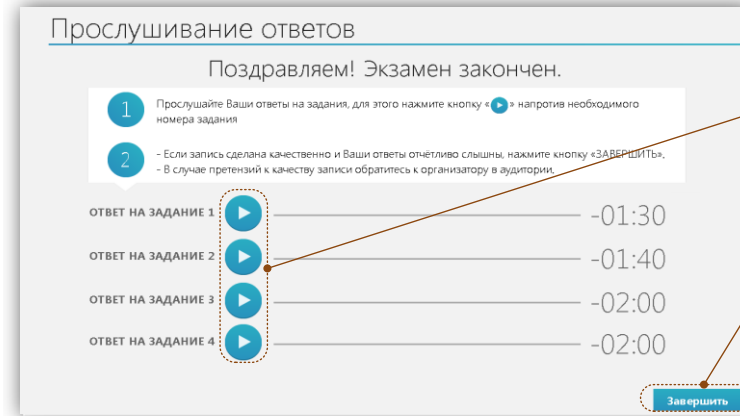 Прослушивание ответов
Поздравляем! Экзамен закончен.
1 Прослушайте Ваши ответы на задания, для этого нажмите кнопку « » напротив необходимого
номера задания
2 - Если запись сделана качественно и Ваши ответы отчётливо слышны, нажмите кнопку «ЗАВЕРШИТЬ».
- В случае претензий к качеству записи обратитесь к организатору в аудитории.
ОТВЕТ НА ЗАДАНИЕ 1 -01:30
ОТВЕТ НА ЗАДАНИЕ 2 -01:40
ОТВЕТ НА ЗАДАНИЕ 3 -02:00
ОТВЕТ НА ЗАДАНИЕ 4 -02:00
Завершить